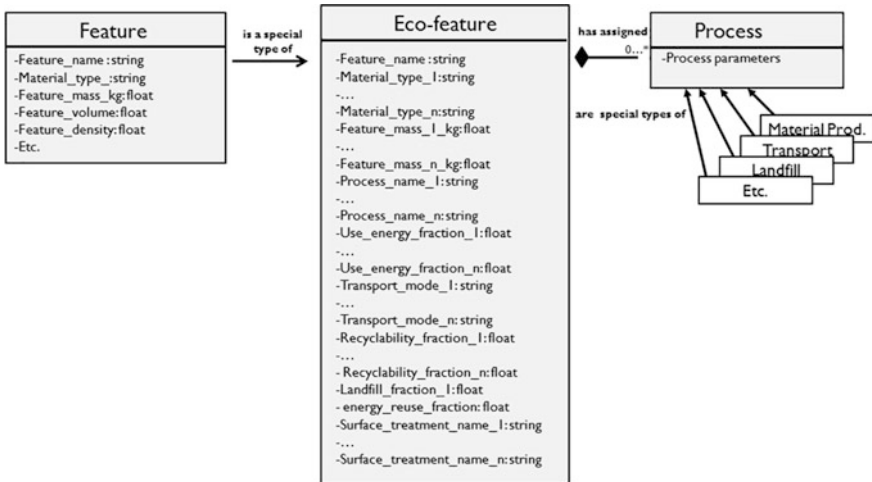 Feature
-Feature_name :string
-Material_type_:string
-Feature_mass_kg:float
-Feature_volume:float
-Feature_density:float
-Etc.
is a special
type of
Eco-feature
-Feature_name :string
-Material_type_1:string
-...
-Material_type_n:string
-Feature_mass_1_kg:float
-...
-Feature_mass_n_kg:float
-Process_name_1:string
-...
-Process_name_n:string
-Use_energy_fraction_1:float
-...
-Use_energy_fraction_n:float
-Transport_mode_1:string
-...
-Transport_mode_n:string
-Recyclability_fraction_1:float
-...
- Recyclability_fraction_n:float
-Landfill_fraction_1:float
- energy_reuse_fraction:float
-Surface_treatment_name_1:string
-...
-Surface_treatment_name_n:string
has assigned
0...*
Process
-Process parameters
are special types of
Material Prod.
Transport
Landfill
Etc.